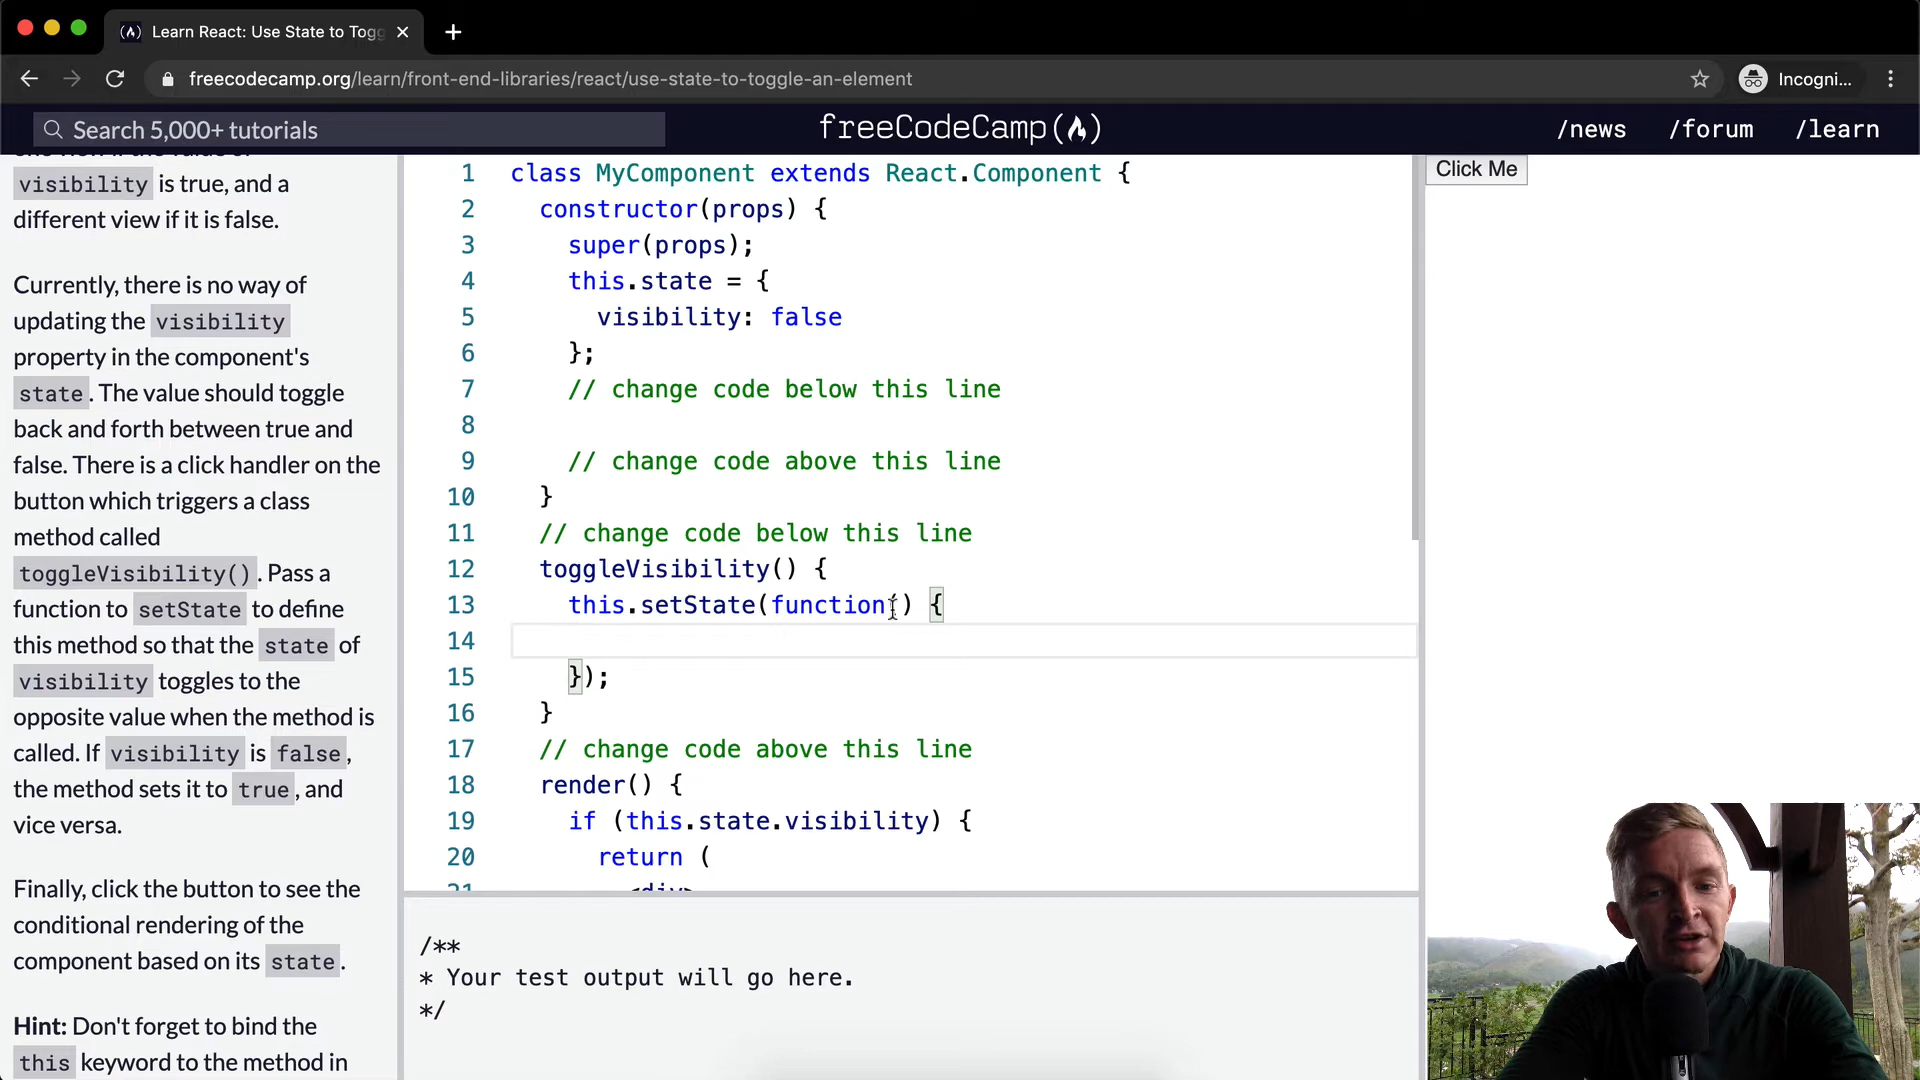 Learn React: Use State to Togg
freecodecamp.org/learn/front-end-libraries/react/use-state-to-toggle-an-element
Incogni...
Search 5,000+ tutorials
freeCodeCamp
/news
/forum
/learn
visibility is true, and a
different view if it is false.
Currently, there is no way of
updating the visibility
property in the component's
state. The value should toggle
back and forth between true and
false. There is a click handler on the
button which triggers a class
method called
toggleVisibility(). Pass a
function to setState to define
this method so that the state of
visibility toggles to the
opposite value when the method is
called. If visibility is false,
the method sets it to true, and
vice versa.
Finally, click the button to see the
conditional rendering of the
component based on its state.
Hint: Don't forget to bind the
this keyword to the method in
1 class MyComponent extends React.Component {
2 constructor(props) {
3 super(props);
4 this.state = {
5 visibility: false
6 };
7 // change code below this line
8
9 // change code above this line
10 }
11 // change code below this line
12 toggleVisibility() {
13 this.setState(function() {
14
15 });
16 }
17 // change code above this line
18 render() {
19 if (this.state.visibility) {
20 return (
21 <div>
/**
* Your test output will go here.
*/
Click Me